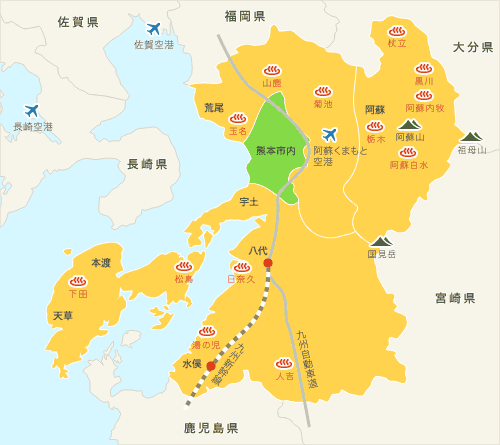 福岡県
佐賀県
佐賀空港
杖立
大分県
山鹿
黒川
菊池
荒尾
阿蘇
阿蘇内牧
長崎空港
玉名
栃木
阿蘇山
熊本市内
阿蘇くまもと
空港
祖母山
阿蘇白水
長崎県
宇土
八代
国見岳
本渡
松島
日奈久
下田
宮崎県
天草
湯の児
九州新幹線
九州自動車道
水俣
人吉
鹿児島県